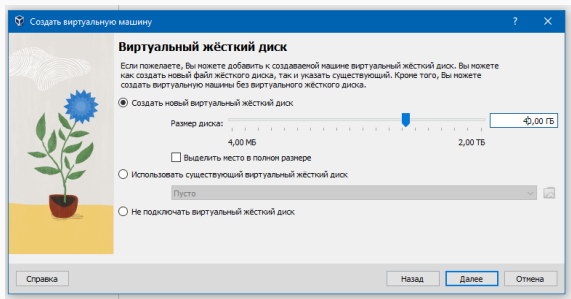 Создать виртуальную машину
Виртуальный жёсткий диск
Если пожелаете, Вы можете добавить к создаваемой машине виртуальный жёсткий диск. Вы можете
как создать новый файл жёсткого диска, так и указать существующий. Кроме того, Вы можете
создать виртуальную машину без виртуального жёсткого диска.
Создать новый виртуальный жёсткий диск
Размер диска: 40,00 ГБ
4,00 МБ 2,00 ТБ
Выделить место в полном размере
Использовать существующий виртуальный жёсткий диск
Пусто
Не подключать виртуальный жёсткий диск
Справка Назад Далее Отмена